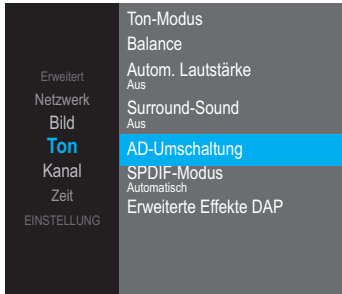 Erweitert
Netzwerk
Bild
Ton
Kanal
Zeit
EINSTELLUNG
Ton-Modus
Balance
Autom. Lautstärke
Aus
Surround-Sound
Aus
AD-Umschaltung
SPDIF-Modus
Automatisch
Erweiterte Effekte DAP